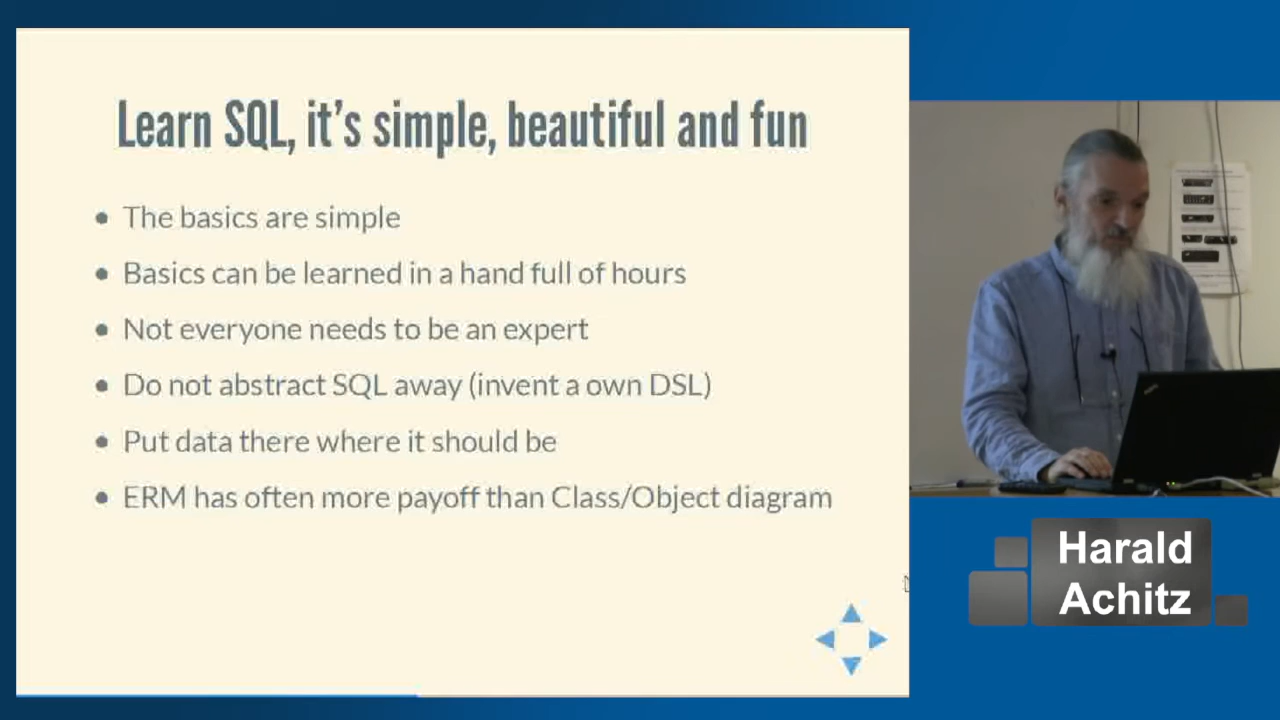 Learn SQL, it's simple, beautiful and fun
The basics are simple
Basics can be learned in a hand full of hours
Not everyone needs to be an expert
Do not abstract SQL away (invent a own DSL)
Put data there where it should be
ERM has often more payoff than Class/Object diagram
Harald
Achitz